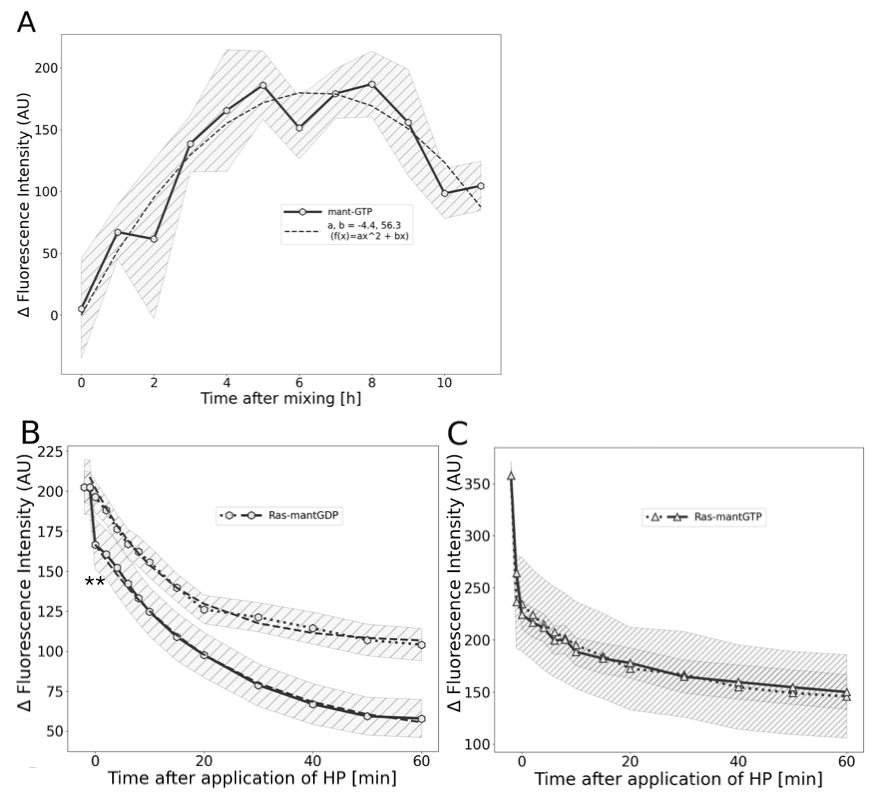 A
Δ Fluorescence Intensity (AU)
200
150
100
50
0
mant-GTP
a, b = -4.4, 56.3
(f(x)=ax^2 + bx)
0 2 4 6 8 10
Time after mixing [h]
B
Δ Fluorescence Intensity (AU)
225
200
175
150
125
100
75
50
Ras-mantGDP
**
0 20 40 60
Time after application of HP [min]
C
Δ Fluorescence Intensity (AU)
350
300
250
200
150
100
Ras-mantGTP
0 20 40 60
Time after application of HP [min]